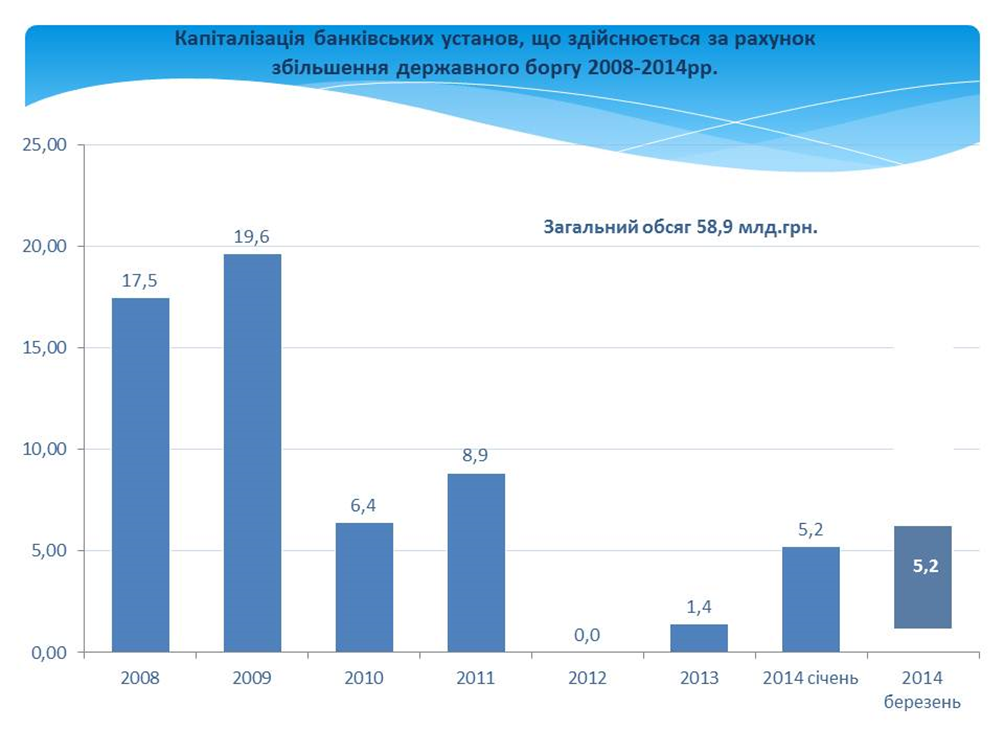 Капіталізація банківських установ, що здійснюється за рахунок
збільшення державного боргу 2008-2014рр.
25,00
Загальний обсяг 58,9 млд.грн.
19,6
20,00
17,5
15,00
10,00
8,9
6,4
5,2
5,00
5,2
1,4
0,0
0,00
2008 2009 2010 2011 2012 2013 2014 січень 2014
березень